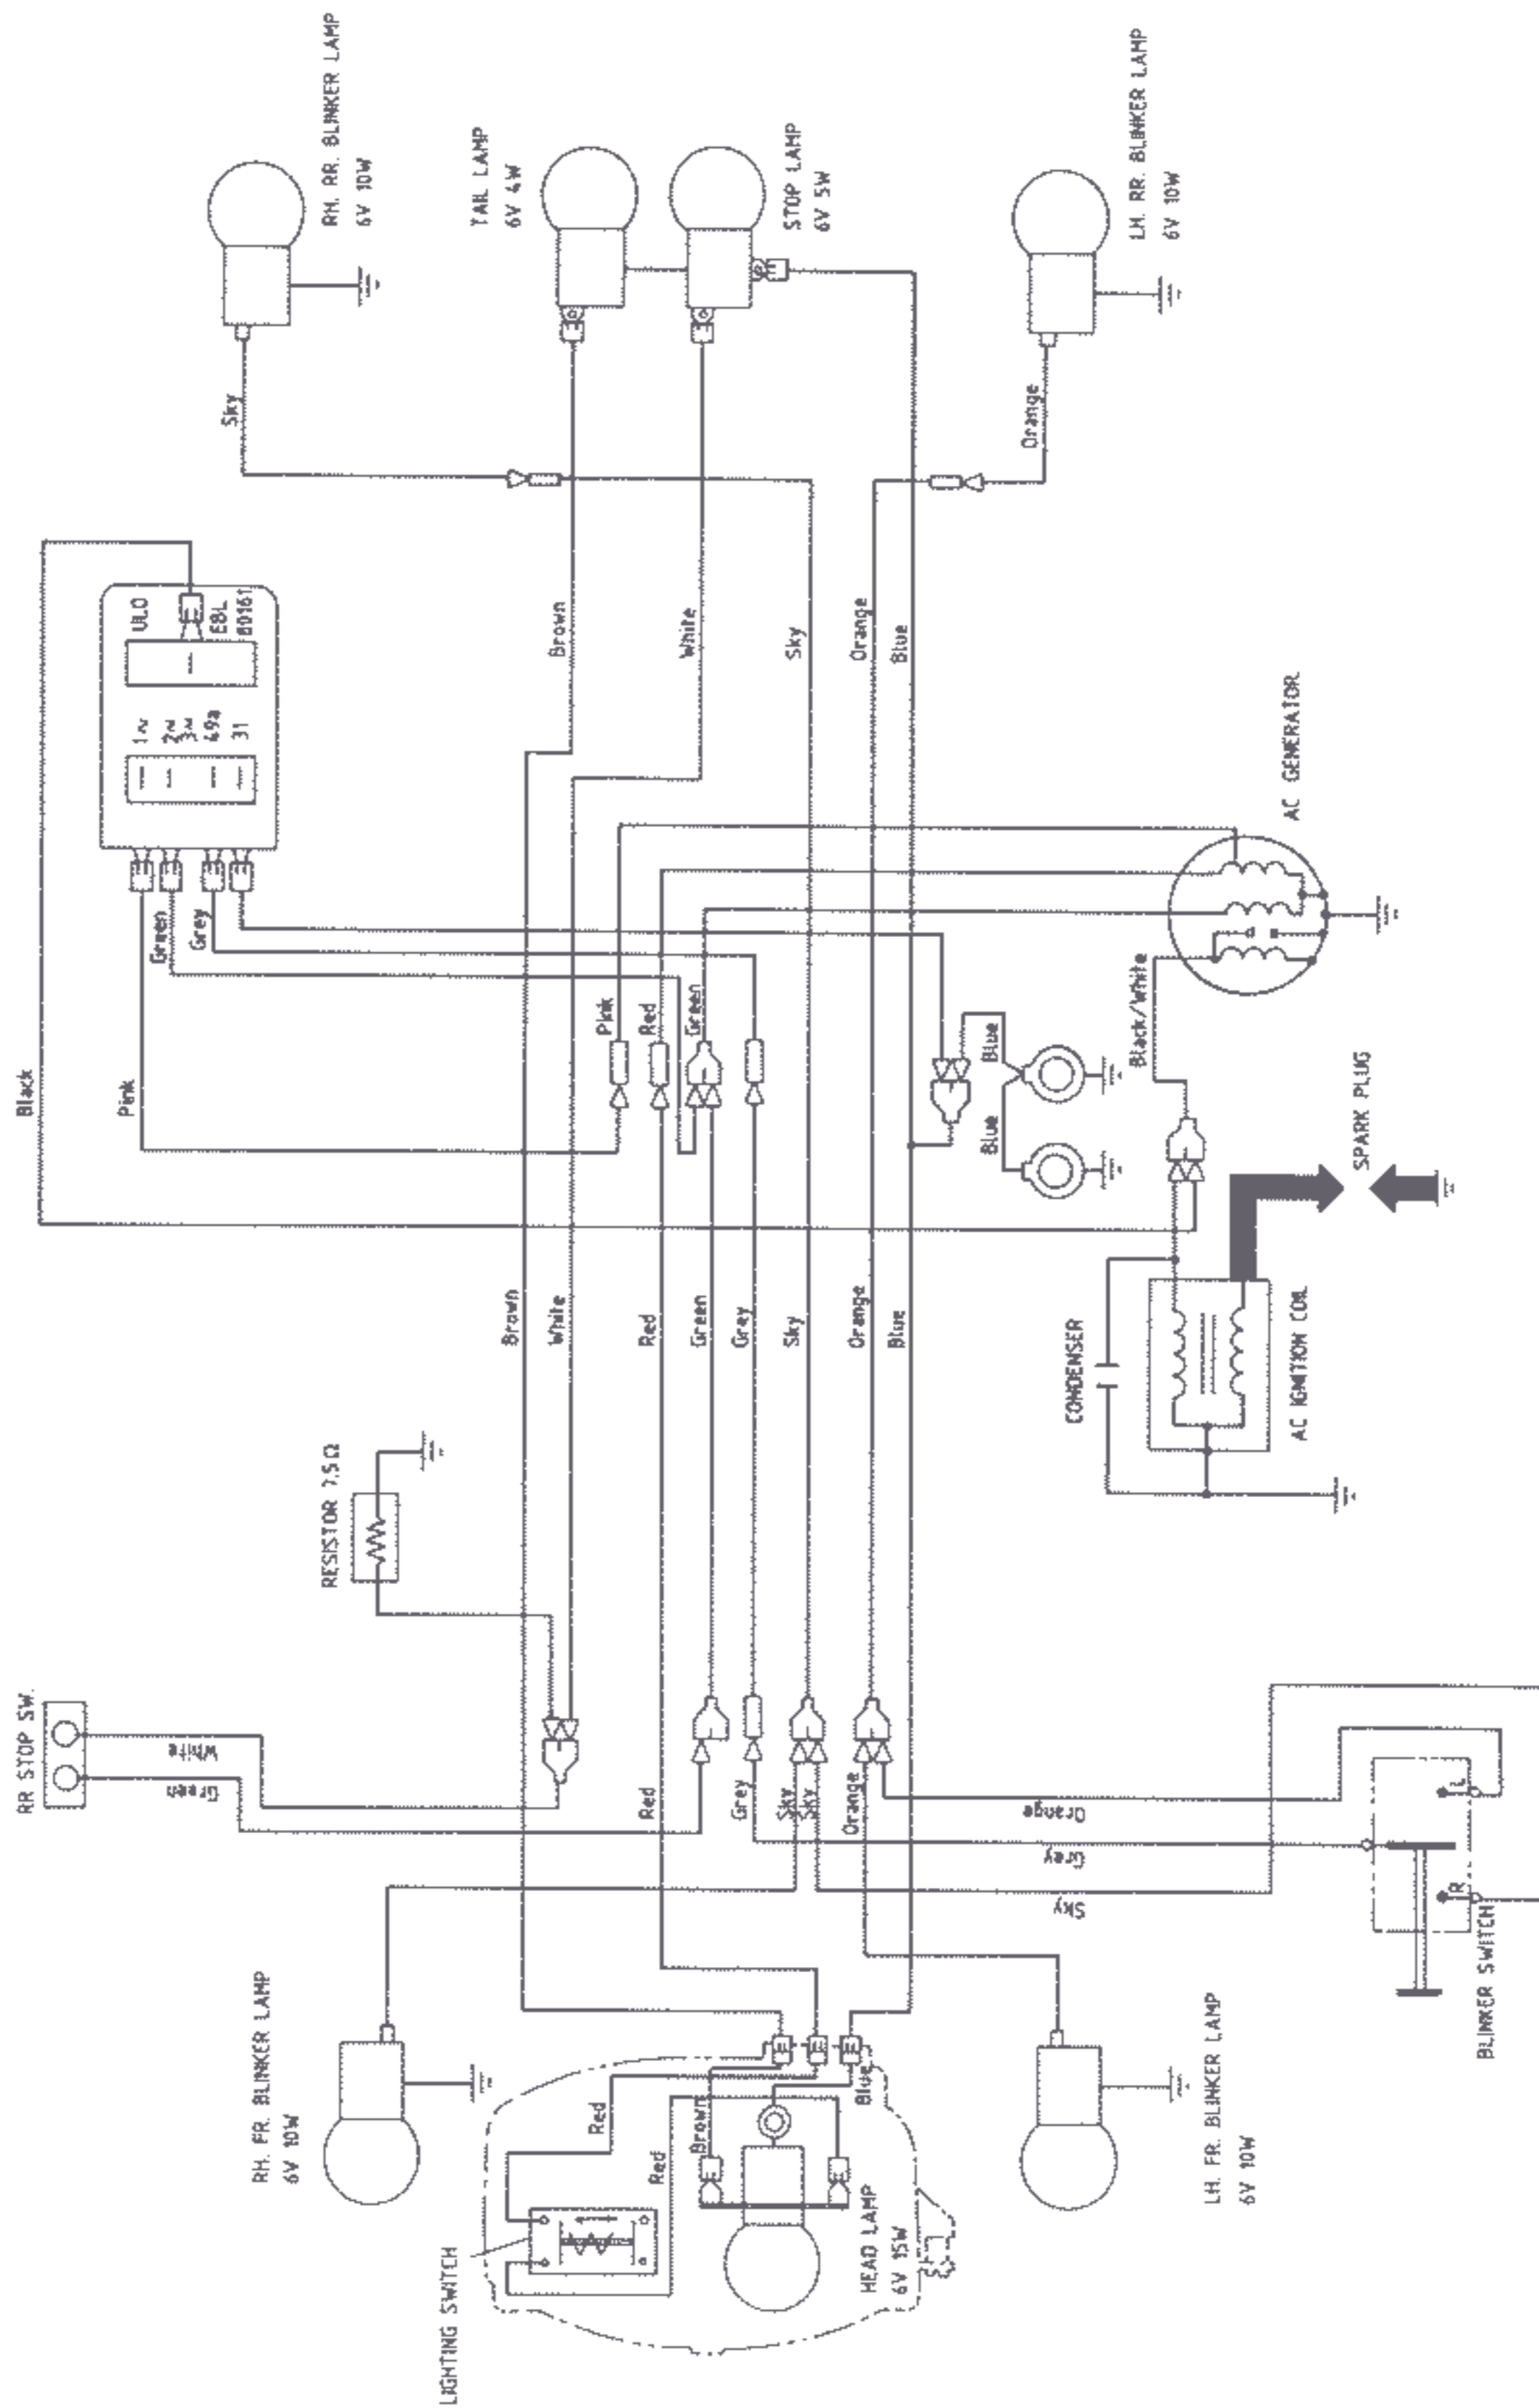 RH. RR. BLINKER LAMP
6V 10W
TAIL LAMP
6V 4W
STOP LAMP
6V 5W
LH. RR. BLINKER LAMP
6V 10W
Sky
Orange
ULO
EBL
80161
1~
2~
3~
49a
31
Brown
White
Sky
Orange
Blue
AC GENERATOR
Green
Grey
Black
Pink
Pink
Red
Green
Blue
Blue
Black/White
SPARK PLUG
Brown
White
Red
Green
Grey
Sky
Orange
Blue
CONDENSER
AC IGNITION COIL
RESISTOR 7.5 Ω
RR STOP SW.
White
Green
Red
Grey
Sky
Sky
Orange
Orange
Grey
Sky
L
R
BLINKER SWITCH
RH. FR. BLINKER LAMP
6V 10W
Red
Red
Brown
Blue
HEAD LAMP
6V 15W
LIGHTING SWITCH
LH. FR. BLINKER LAMP
6V 10W